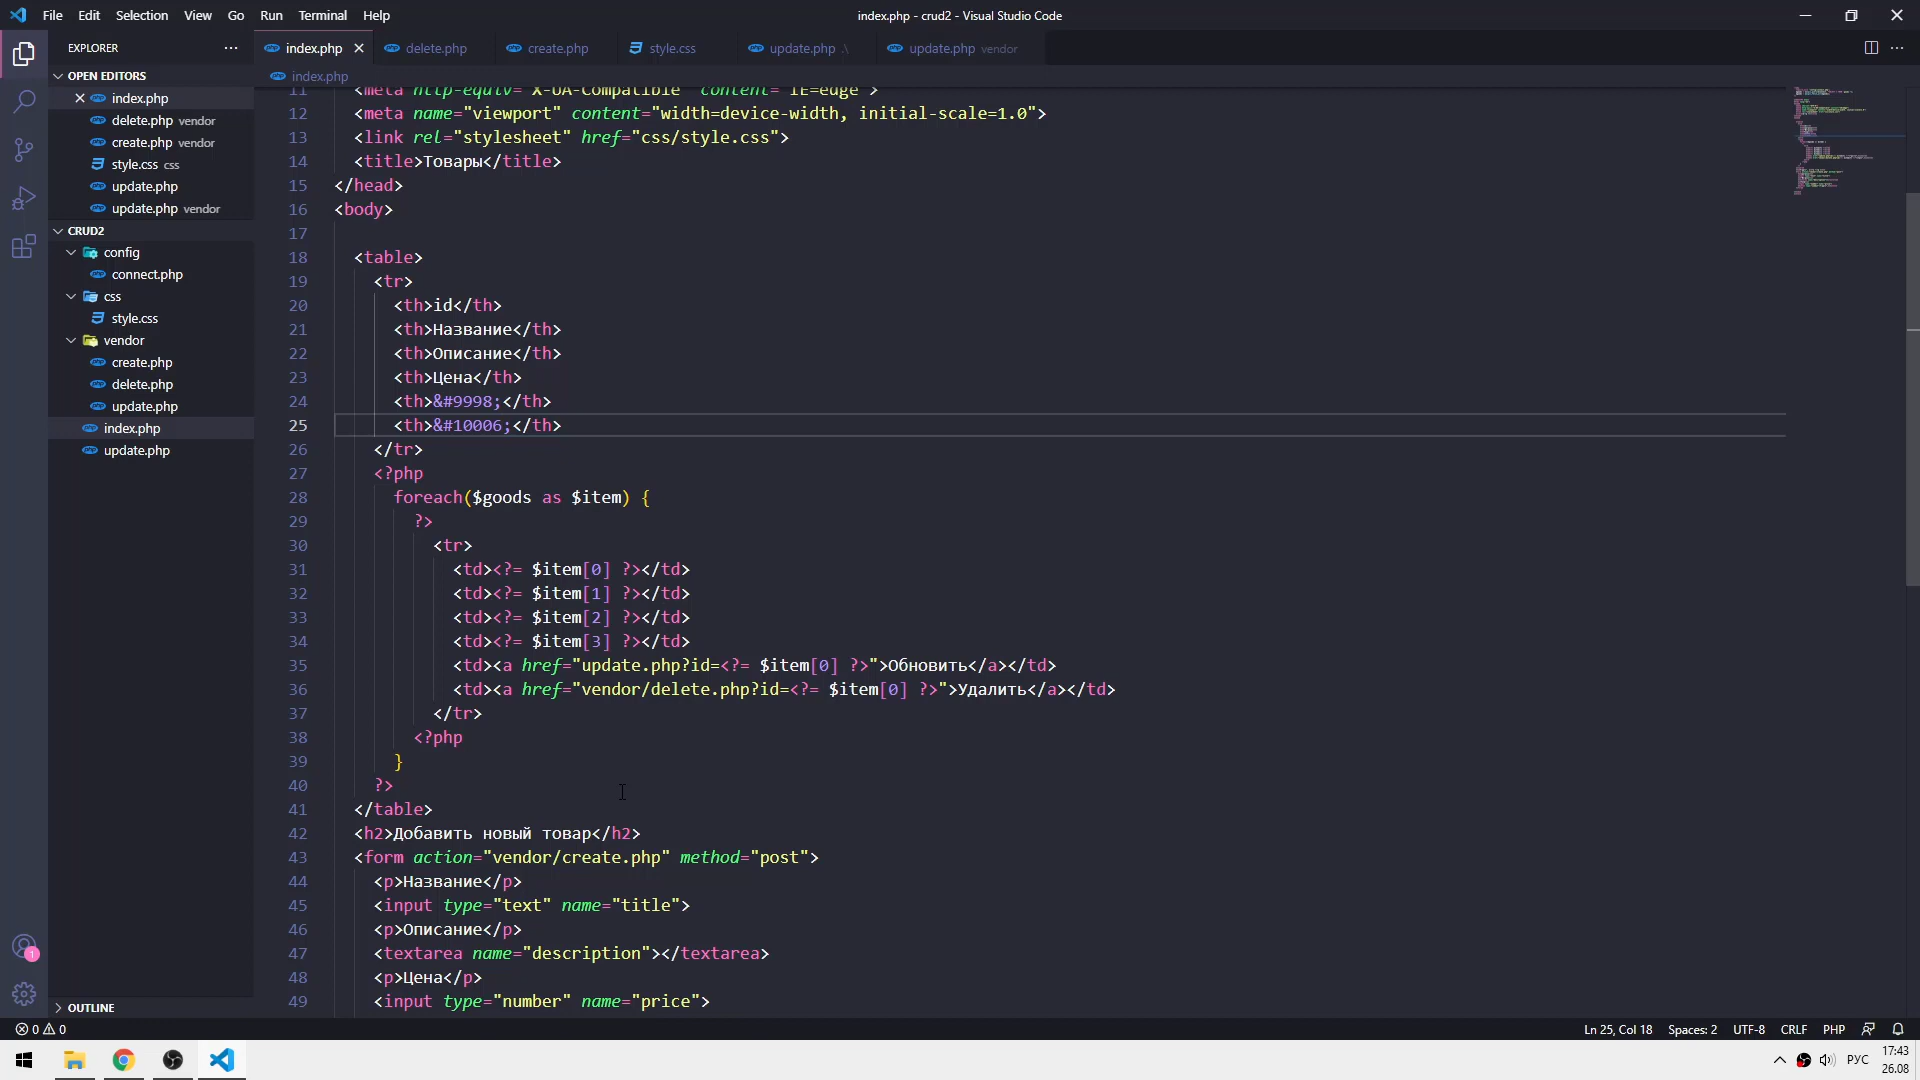 File Edit Selection View Go Run Terminal Help
index.php - crud2 - Visual Studio Code
EXPLORER
index.php
delete.php
create.php
style.css
update.php .\
update.php vendor
index.php
OPEN EDITORS
index.php
delete.php vendor
create.php vendor
style.css css
update.php
update.php vendor
CRUD2
config
connect.php
css
style.css
vendor
create.php
delete.php
update.php
index.php
update.php
OUTLINE
11 <meta http-equiv="X-UA-Compatible" content="IE=edge">
12 <meta name="viewport" content="width=device-width, initial-scale=1.0">
13 <link rel="stylesheet" href="css/style.css">
14 <title>Товары</title>
15 </head>
16 <body>
17
18 <table>
19 <tr>
20 <th>id</th>
21 <th>Название</th>
22 <th>Описание</th>
23 <th>Цена</th>
24 <th>&#9998;</th>
25 <th>&#10006;</th>
26 </tr>
27 <?php
28 foreach($goods as $item) {
29 ?>
30 <tr>
31 <td><?= $item[0] ?></td>
32 <td><?= $item[1] ?></td>
33 <td><?= $item[2] ?></td>
34 <td><?= $item[3] ?></td>
35 <td><a href="update.php?id=<?= $item[0] ?>">Обновить</a></td>
36 <td><a href="vendor/delete.php?id=<?= $item[0] ?>">Удалить</a></td>
37 </tr>
38 <?php
39 }
40 ?>
41 </table>
42 <h2>Добавить новый товар</h2>
43 <form action="vendor/create.php" method="post">
44 <p>Название</p>
45 <input type="text" name="title">
46 <p>Описание</p>
47 <textarea name="description"></textarea>
48 <p>Цена</p>
49 <input type="number" name="price">
1
0 0
Ln 25, Col 18 Spaces: 2 UTF-8 CRLF PHP
РУС
17:43
26.08